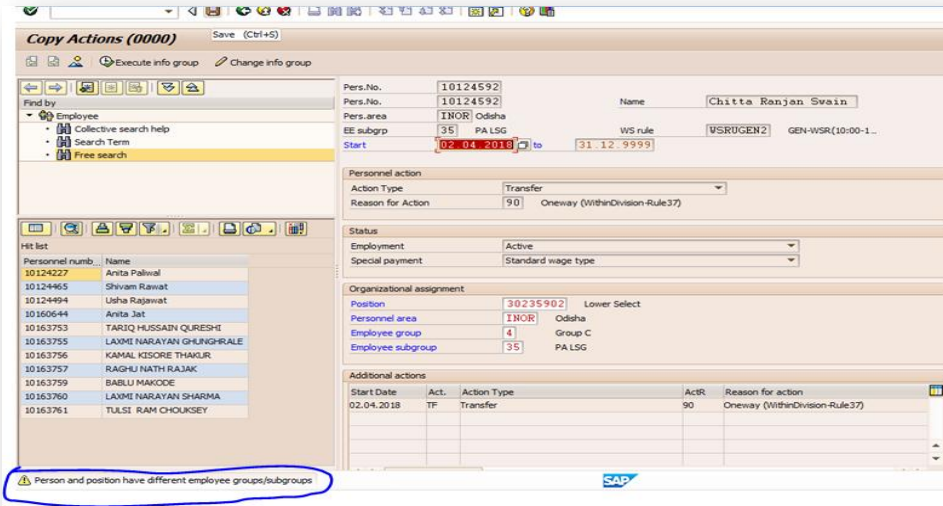 Copy Actions (0000)
Save (Ctrl+S)
Execute info group
Change info group
Find by
Employee
Collective search help
Search Term
Free search
Hit list
Personnel numb... Name
10124227 Anita Paliwal
10124465 Shivam Rawat
10124494 Usha Rajawat
10160644 Anita Jat
10163753 TARIQ HUSSAIN QURESHI
10163755 LAXMI NARAYAN GHUNGHRALE
10163756 KAMAL KISORE THAKUR
10163757 RAGHU NATH RAJAK
10163759 BABLU MAKODE
10163760 LAXMI NARAYAN SHARMA
10163761 TULSI RAM CHOUKSEY
Pers.No. 10124592
Pers.No. 10124592 Name Chitta Ranjan Swain
Pers.area INOR Odisha
EE subgrp 35 PA LSG WS rule WSRUGEN2 GEN-WSR(10:00-1...
Start 02.04.2018 to 31.12.9999
Personnel action
Action Type Transfer
Reason for Action 90 Oneway (WithinDivision-Rule37)
Status
Employment Active
Special payment Standard wage type
Organizational assignment
Position 30235902 Lower Select
Personnel area INOR Odisha
Employee group 4 Group C
Employee subgroup 35 PA LSG
Additional actions
Start Date Act. Action Type ActR Reason for action
02.04.2018 TF Transfer 90 Oneway (WithinDivision-Rule37)
Person and position have different employee groups/subgroups
SAP